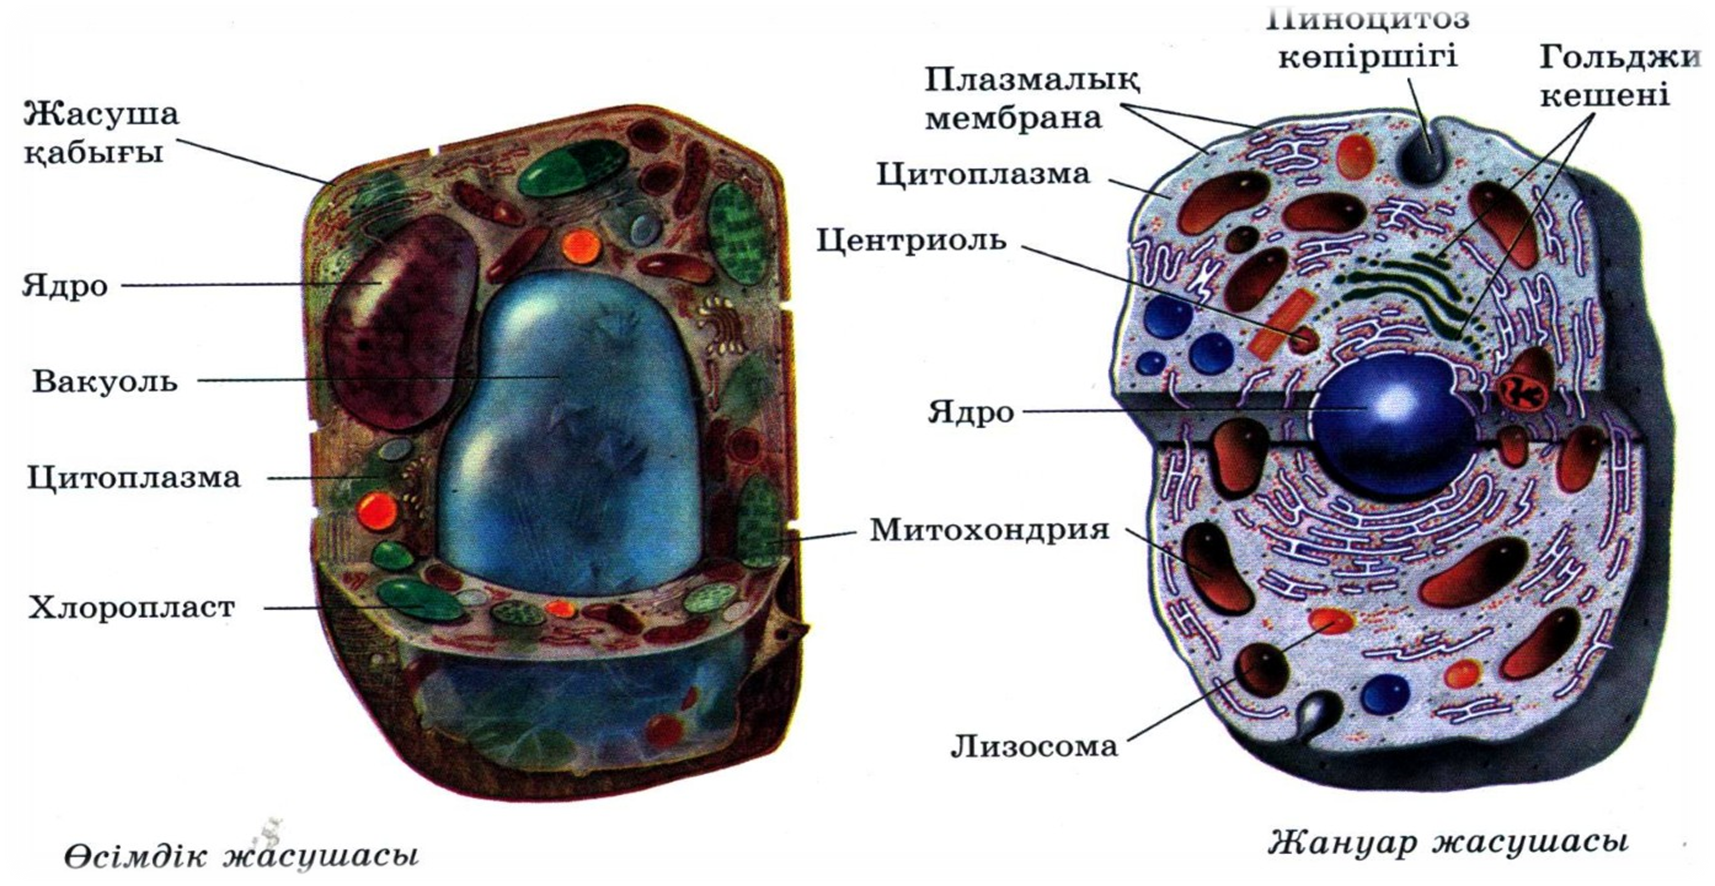 Жасуша
қабығы
Ядро
Вакуоль
Цитоплазма
Хлоропласт
Өсімдік жасушасы
Пиноцитоз
көпіршігі
Гольджи
кешені
Плазмалық
мембрана
Цитоплазма
Центриоль
Ядро
Митохондрия
Лизосома
Жануар жасушасы